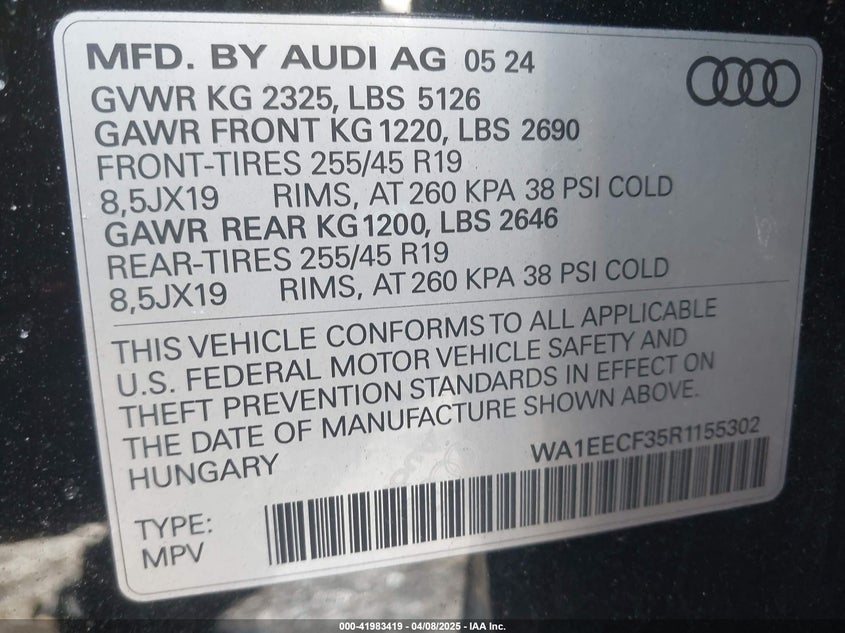 MFD. BY AUDI AG 05 24
GVWR KG 2325, LBS 5126
GAWR FRONT KG 1220, LBS 2690
FRONT-TIRES 255/45 R19
8,5JX19 RIMS, AT 260 KPA 38 PSI COLD
GAWR REAR KG 1200, LBS 2646
REAR-TIRES 255/45 R19
8,5JX19 RIMS, AT 260 KPA 38 PSI COLD
THIS VEHICLE CONFORMS TO ALL APPLICABLE
U.S. FEDERAL MOTOR VEHICLE SAFETY AND
THEFT PREVENTION STANDARDS IN EFFECT ON
THE DATE OF MANUFACTURE SHOWN ABOVE.
HUNGARY WA1EECF35R1155302
TYPE:
MPV
000-41983419 - 04/08/2025 - IAA Inc.